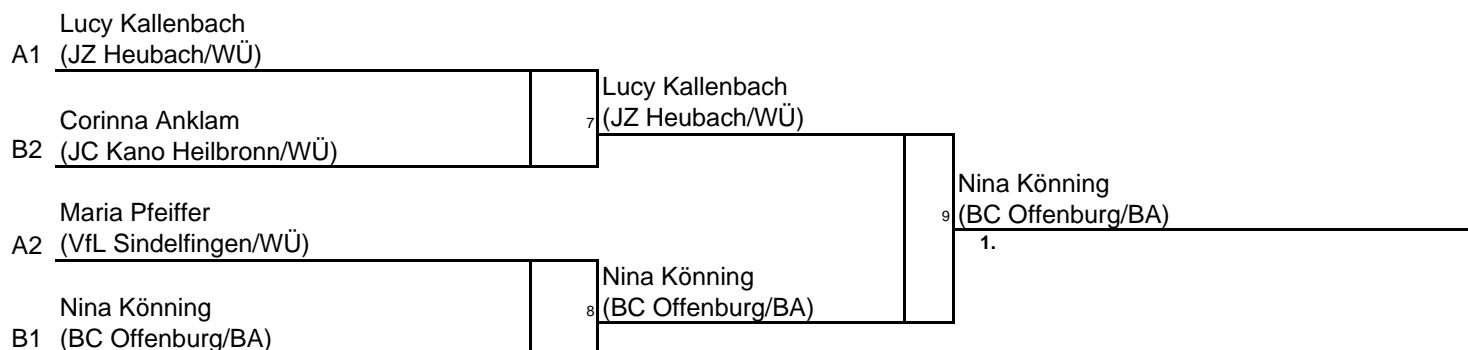 Lucy Kallenbach
A1 (JZ Heubach/WÜ)
Lucy Kallenbach
7 (JZ Heubach/WÜ)
Corinna Anklam
B2 (JC Kano Heilbronn/WÜ)
Nina Könning
9 (BC Offenburg/BA)
1.
Maria Pfeiffer
A2 (VfL Sindelfingen/WÜ)
Nina Könning
8 (BC Offenburg/BA)
Nina Könning
B1 (BC Offenburg/BA)